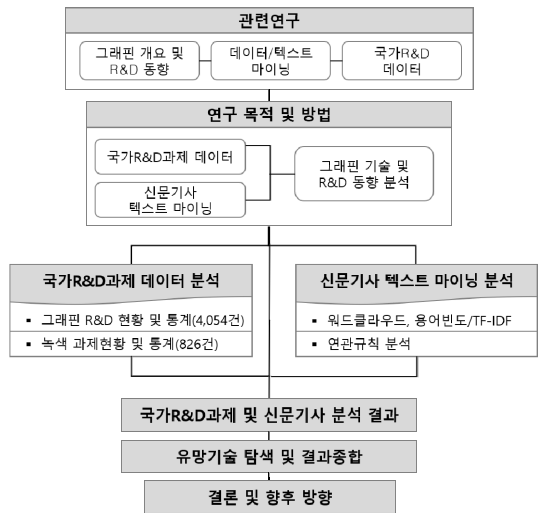 관련연구
그래핀 개요 및
R&D 동향
데이터/텍스트
마이닝
국가R&D
데이터
연구 목적 및 방법
국가R&D과제 데이터
신문기사
텍스트 마이닝
그래핀 기술 및
R&D 동향 분석
국가R&D과제 데이터 분석
▪ 그래핀 R&D 현황 및 통계(4,054건)
▪ 녹색 과제현황 및 통계(826건)
신문기사 텍스트 마이닝 분석
▪ 워드클라우드, 용어빈도/TF-IDF
▪ 연관규칙 분석
국가R&D과제 및 신문기사 분석 결과
유망기술 탐색 및 결과종합
결론 및 향후 방향